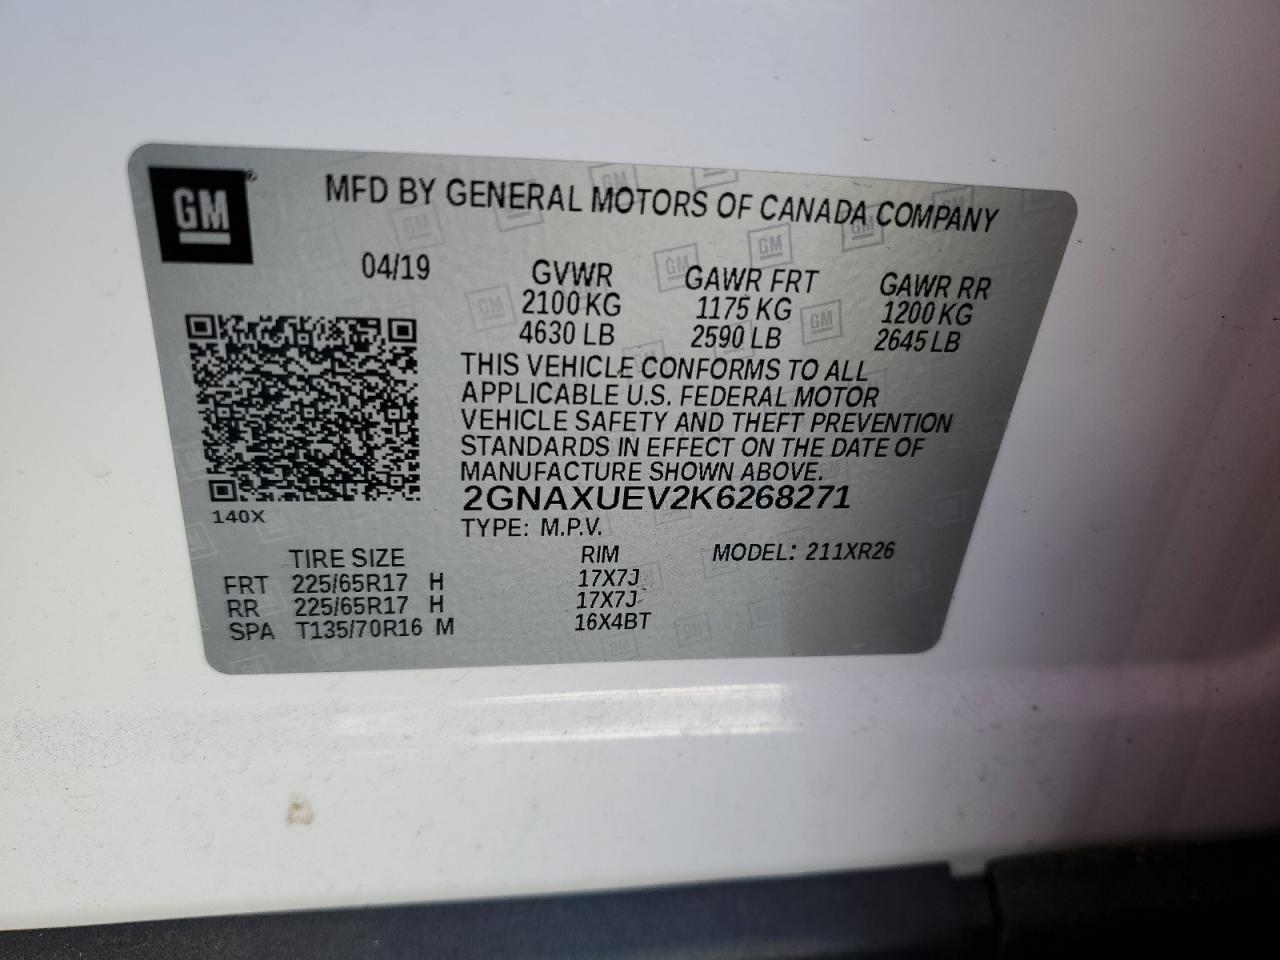 GM
MFD BY GENERAL MOTORS OF CANADA COMPANY
04/19 GVWR GAWR FRT GAWR RR
2100 KG 1175 KG 1200 KG
4630 LB 2590 LB 2645 LB
THIS VEHICLE CONFORMS TO ALL
APPLICABLE U.S. FEDERAL MOTOR
VEHICLE SAFETY AND THEFT PREVENTION
STANDARDS IN EFFECT ON THE DATE OF
MANUFACTURE SHOWN ABOVE.
2GNAXUEV2K6268271
140X
TYPE: M.P.V.
TIRE SIZE RIM MODEL: 211XR26
FRT 225/65R17 H 17X7J
RR 225/65R17 H 17X7J
SPA T135/70R16 M 16X4BT